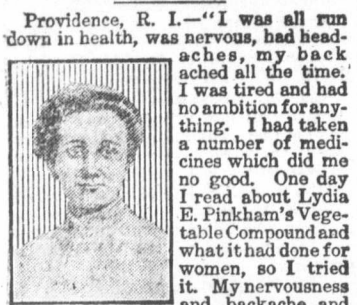 Providence, R. I.—"I was all run
down in health, was nervous, had head-
aches, my back
ached all the time.
I was tired and had
no ambition for any-
thing. I had taken
a number of medi-
cines which did me
no good. One day
I read about Lydia
E. Pinkham's Vege-
table Compound and
what it had done for
women, so I tried
it. My nervousness
and backache and